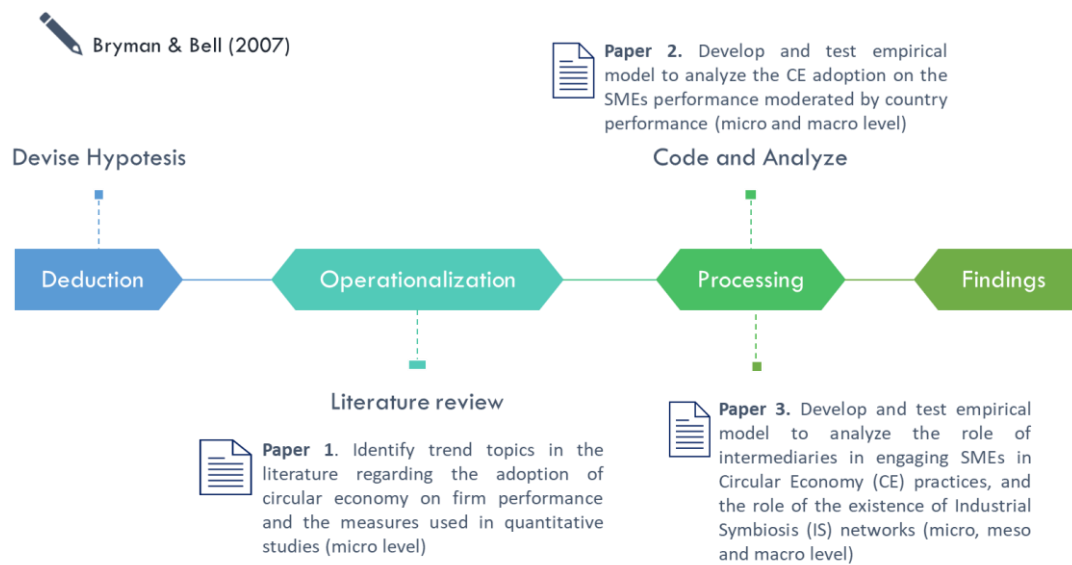 Bryman & Bell (2007)
Paper 2. Develop and test empirical
model to analyze the CE adoption on the
SMEs performance moderated by country
performance (micro and macro level)
Devise Hypotesis
Code and Analyze
Deduction
Operationalization
Processing
Findings
Literature review
Paper 1. Identify trend topics in the
literature regarding the adoption of
circular economy on firm performance
and the measures used in quantitative
studies (micro level)
Paper 3. Develop and test empirical
model to analyze the role of
intermediaries in engaging SMEs in
Circular Economy (CE) practices, and
the role of the existence of Industrial
Symbiosis (IS) networks (micro, meso
and macro level)